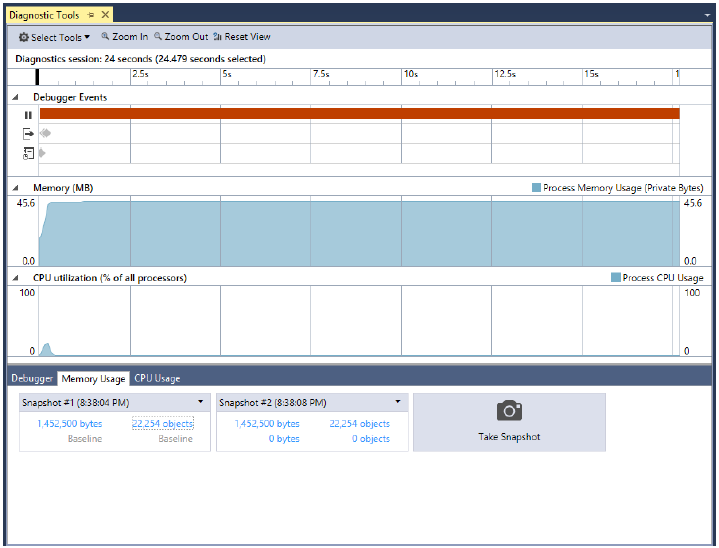 Diagnostic Tools
Select Tools Zoom In Zoom Out Reset View
Diagnostics session: 24 seconds (24.479 seconds selected)
2.5s 5s 7.5s 10s 12.5s 15s 1
Debugger Events
Memory (MB) Process Memory Usage (Private Bytes)
45.6 45.6
0.0 0.0
CPU utilization (% of all processors) Process CPU Usage
100 100
0 0
Debugger Memory Usage CPU Usage
Snapshot #1 (8:38:04 PM) Snapshot #2 (8:38:08 PM)
1,452,500 bytes 22,254 objects 1,452,500 bytes 22,254 objects
Baseline Baseline 0 bytes 0 objects
Take Snapshot